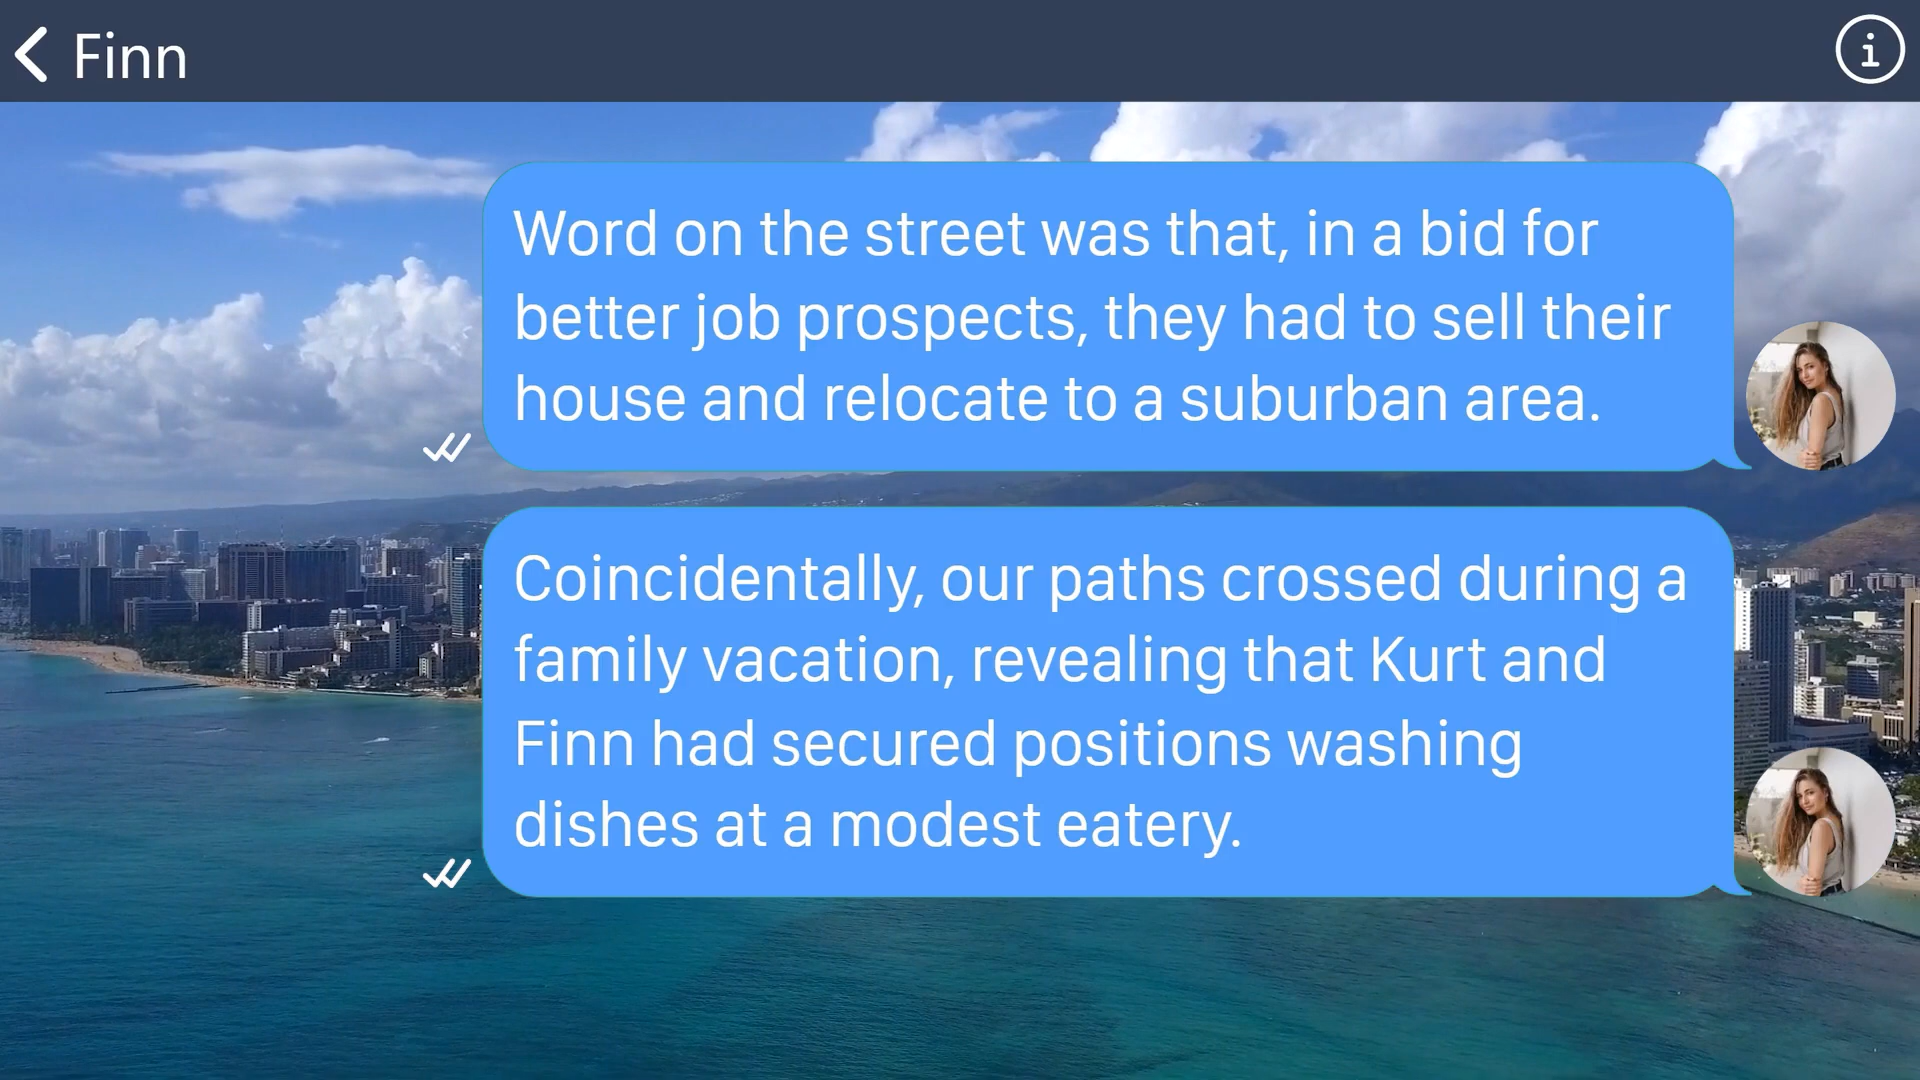 Finn
Word on the street was that, in a bid for
better job prospects, they had to sell their
house and relocate to a suburban area.
Coincidentally, our paths crossed during a
family vacation, revealing that Kurt and
Finn had secured positions washing
dishes at a modest eatery.